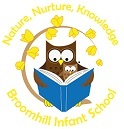 Nature, Nurture, Knowledge
Broomhill Infant School